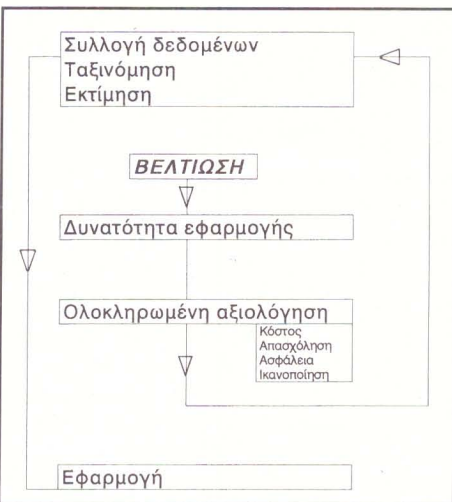 Συλλογή δεδομένων
Ταξινόμηση
Εκτίμηση
ΒΕΛΤΙΩΣΗ
Δυνατότητα εφαρμογής
Ολοκληρωμένη αξιολόγηση
Κόστος
Απασχόληση
Ασφάλεια
Ικανοποίηση
Εφαρμογή